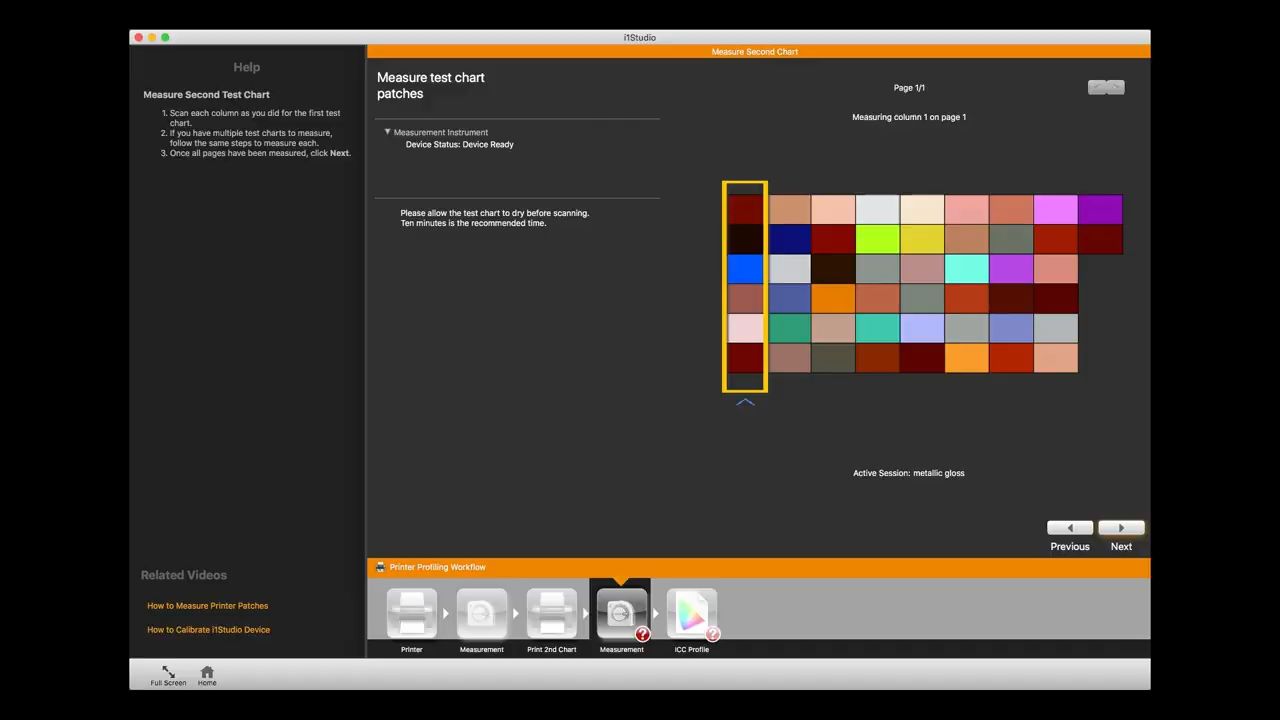 i1Studio
Measure Second Chart
Help
Measure Second Test Chart
1. Scan each column as you did for the first test
chart.
2. If you have multiple test charts to measure,
follow the same steps to measure each.
3. Once all pages have been measured, click Next.
Measure test chart
patches
Measurement Instrument
Device Status: Device Ready
Please allow the test chart to dry before scanning.
Ten minutes is the recommended time.
Page 1/1
Measuring column 1 on page 1
Active Session: metallic gloss
Previous
Next
Related Videos
How to Measure Printer Patches
How to Calibrate i1Studio Device
Printer Profiling Workflow
Printer
Measurement
Print 2nd Chart
Measurement
?
ICC Profile
?
Full Screen
Home